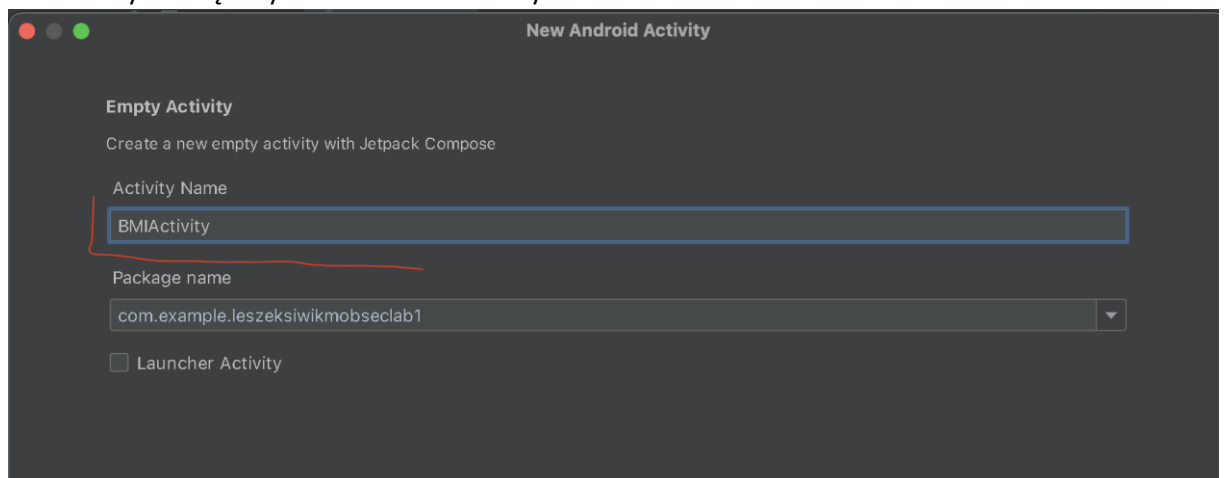 New Android Activity
Empty Activity
Create a new empty activity with Jetpack Compose
Activity Name
BMIActivity
Package name
com.example.leszeksiwikmobseclab1
Launcher Activity